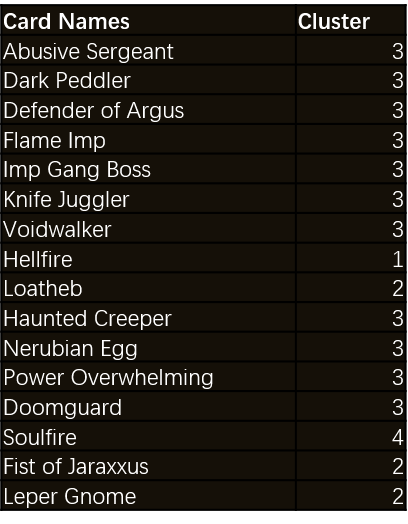 Card Names Cluster
Abusive Sergeant 3
Dark Peddler 3
Defender of Argus 3
Flame Imp 3
Imp Gang Boss 3
Knife Juggler 3
Voidwalker 3
Hellfire 1
Loatheb 2
Haunted Creeper 3
Nerubian Egg 3
Power Overwhelming 3
Doomguard 3
Soulfire 4
Fist of Jaraxxus 2
Leper Gnome 2